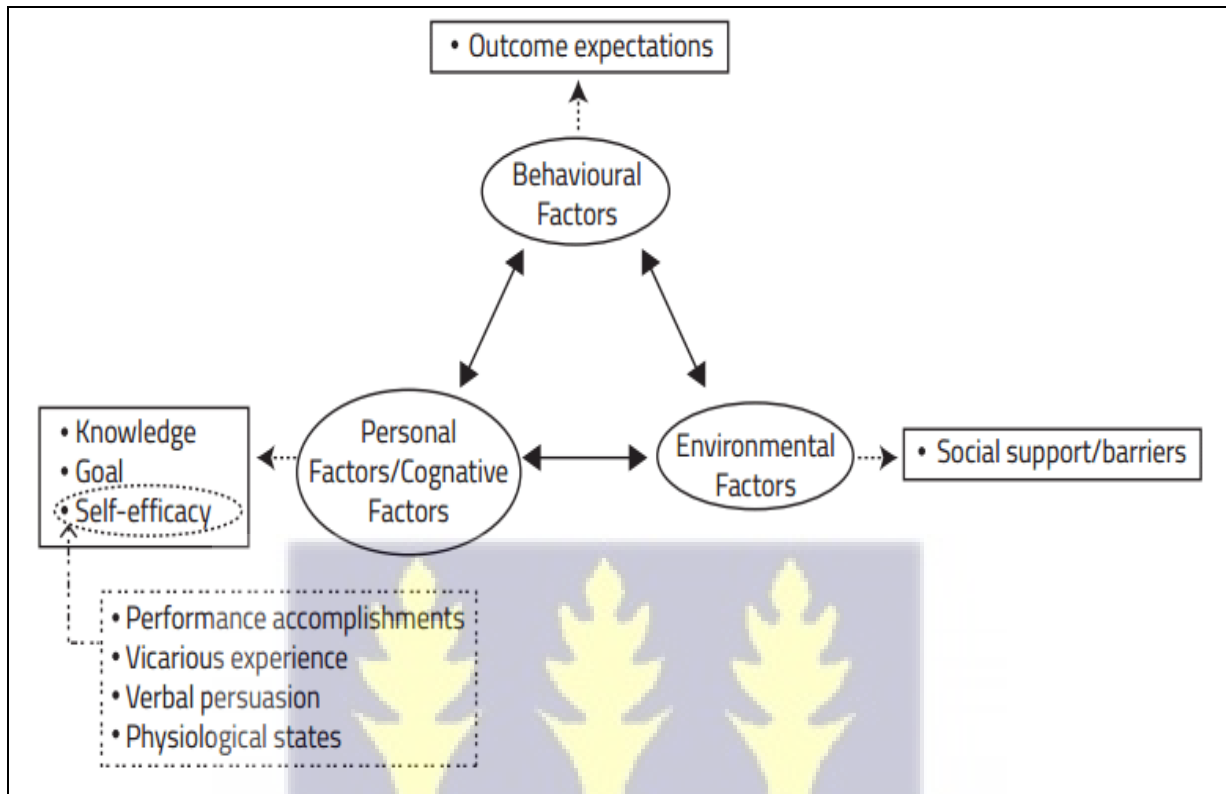 • Outcome expectations
Behavioural
Factors
• Knowledge
• Goal
• Self-efficacy
Personal
Factors/Cognative
Factors
Environmental
Factors
• Social support/barriers
• Performance accomplishments
• Vicarious experience
• Verbal persuasion
• Physiological states